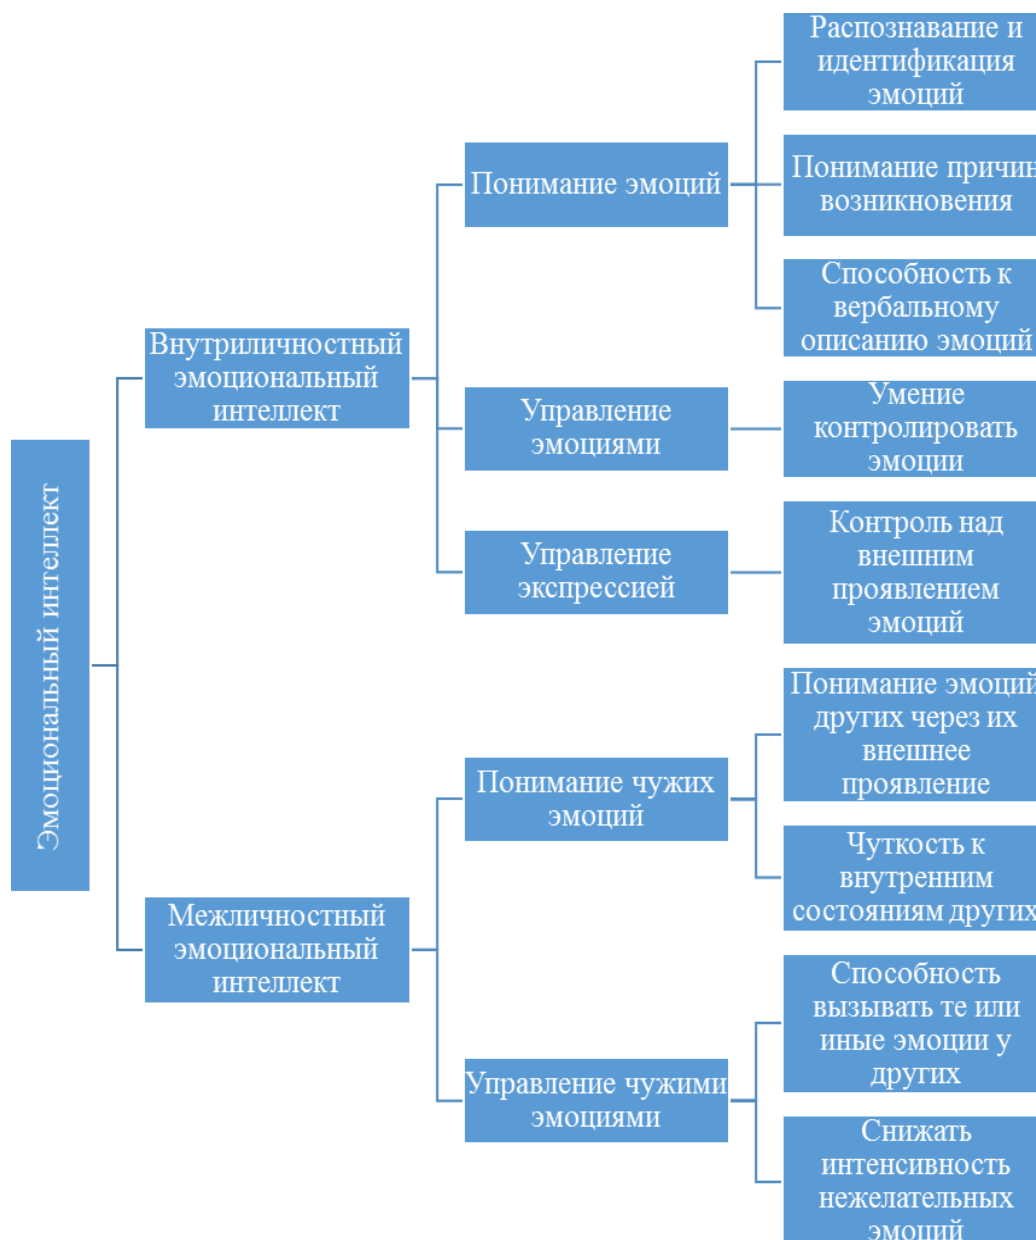 Эмоциональный интеллект
Внутриличностный
эмоциональный
интеллект
Понимание эмоций
Распознавание и
идентификация
эмоций
Понимание причин
возникновения
Способность к
вербальному
описанию эмоций
Управление
эмоциями
Умение
контролировать
эмоции
Управление
экспрессией
Контроль над
внешним
проявлением
эмоций
Межличностный
эмоциональный
интеллект
Понимание чужих
эмоций
Понимание эмоций
других через их
внешнее
проявление
Чуткость к
внутренним
состояниям других
Управление чужими
эмоциями
Способность
вызывать те или
иные эмоции у
других
Снижать
интенсивность
нежелательных
эмоций